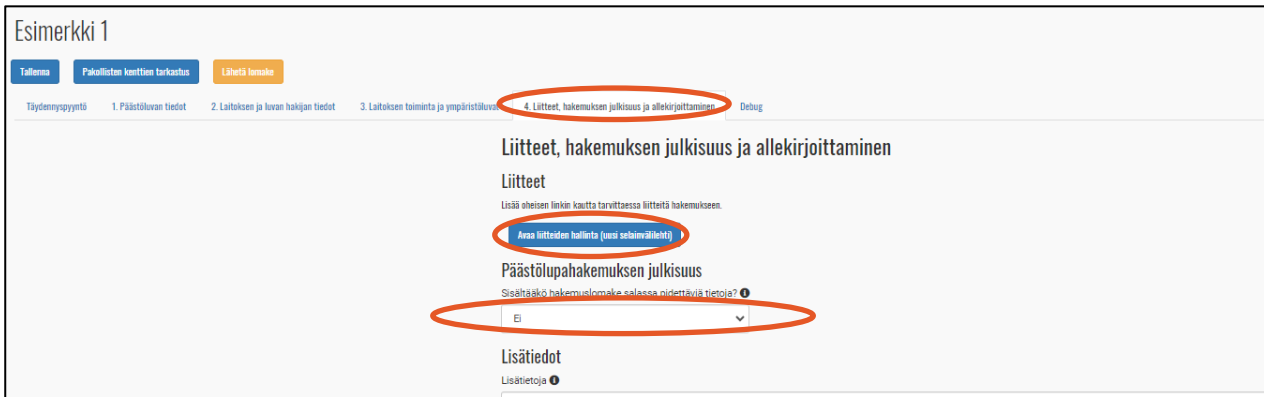 Esimerkki 1
Tallenna Pakollisten kenttien tarkastus Lähetä lomake
Täydennyspyyntö 1. Päästöluvan tiedot 2. Laitoksen ja luvan hakijan tiedot 3. Laitoksen toiminta ja ympäristöluvat 4. Liitteet, hakemuksen julkisuus ja allekirjoittaminen Debug
Liitteet, hakemuksen julkisuus ja allekirjoittaminen
Liitteet
Lisää oheisen linkin kautta tarvittaessa liitteitä hakemukseen.
Avaa liitteiden hallinta (uusi selainvälilehti)
Päästölupahakemuksen julkisuus
Sisältääkö hakemuslomake salassa pidettäviä tietoja?
Ei
Lisätiedot
Lisätietoja